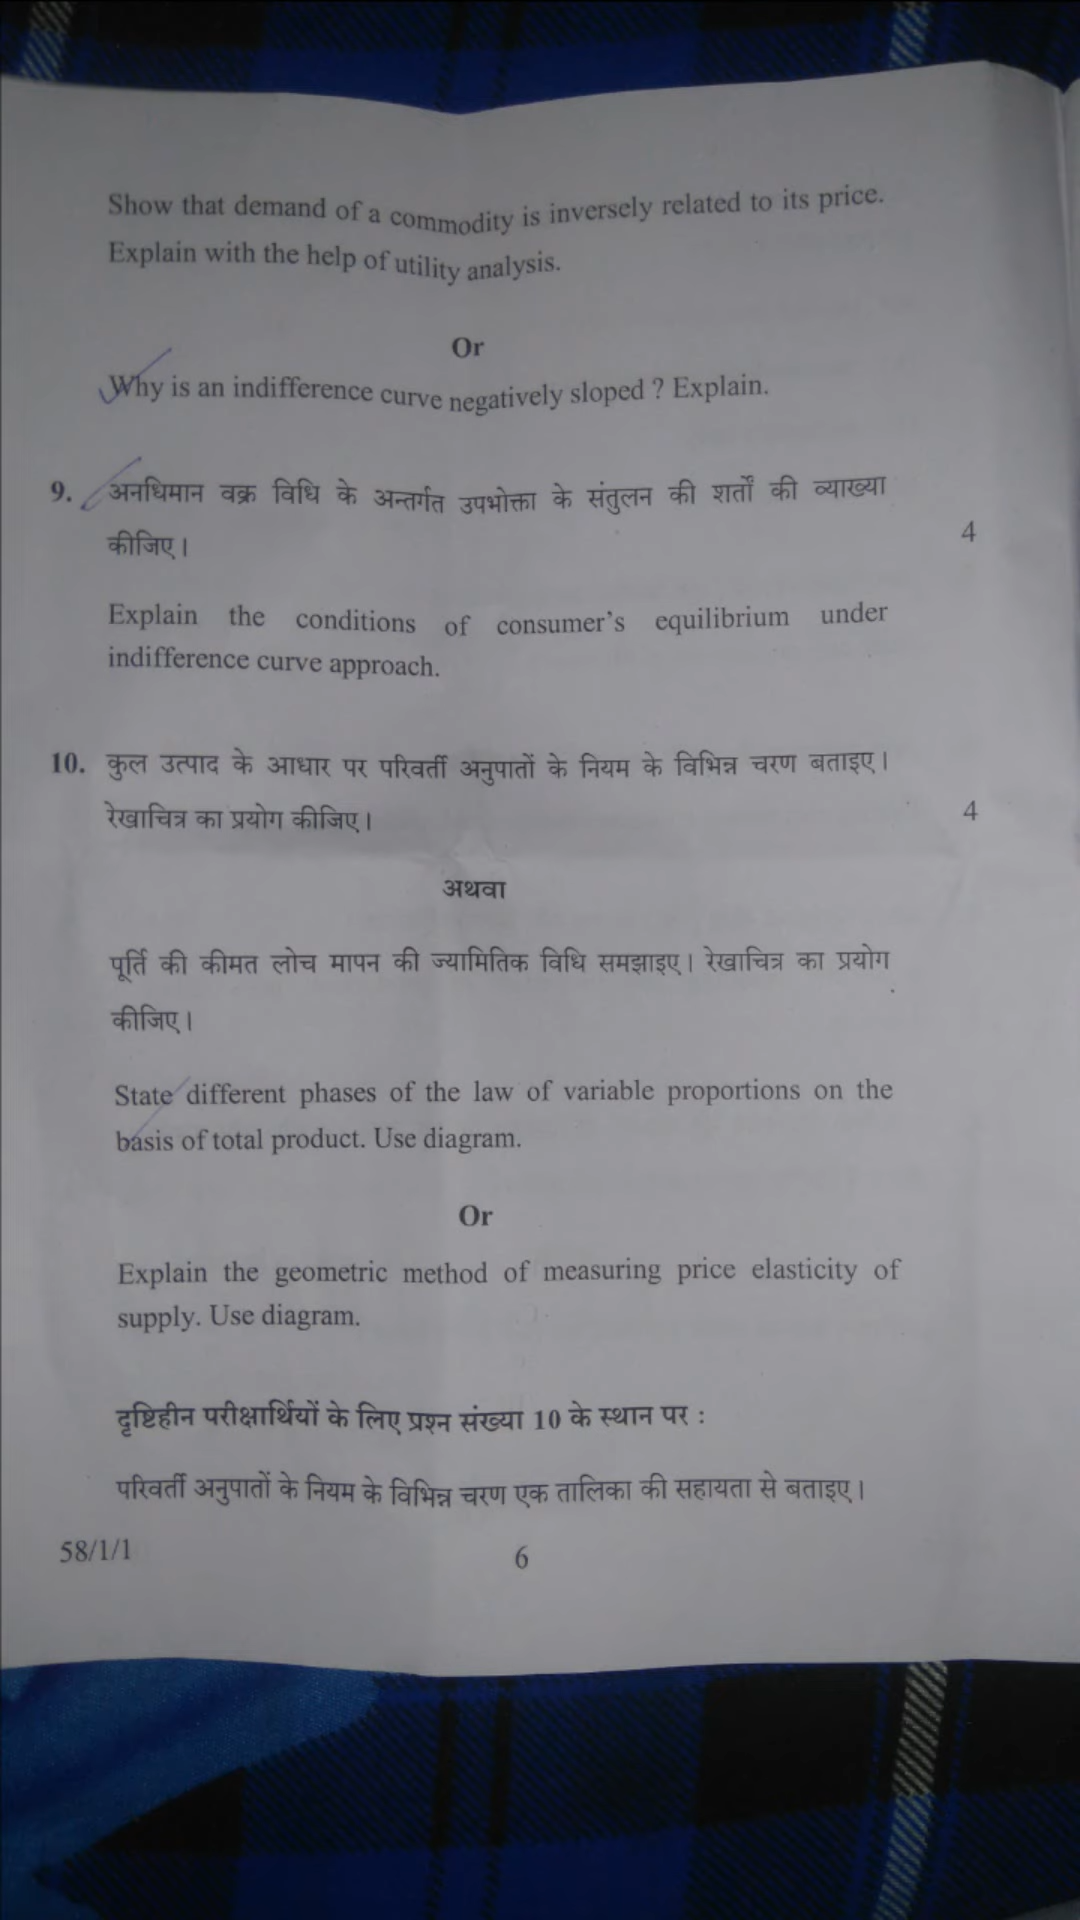 Show that demand of a commodity is inversely related to its price.
Explain with the help of utility analysis.
Or
Why is an indifference curve negatively sloped ? Explain.
9. अनधिमान वक्र विधि के अन्तर्गत उपभोक्ता के संतुलन की शर्तों की व्याख्या
कीजिए। 4
Explain the conditions of consumer's equilibrium under
indifference curve approach.
10. कुल उत्पाद के आधार पर परिवर्ती अनुपातों के नियम के विभिन्न चरण बताइए।
रेखाचित्र का प्रयोग कीजिए। 4
अथवा
पूर्ति की कीमत लोच मापन की ज्यामितिक विधि समझाइए। रेखाचित्र का प्रयोग
कीजिए।
State different phases of the law of variable proportions on the
basis of total product. Use diagram.
Or
Explain the geometric method of measuring price elasticity of
supply. Use diagram.
दृष्टिहीन परीक्षार्थियों के लिए प्रश्न संख्या 10 के स्थान पर :
परिवर्ती अनुपातों के नियम के विभिन्न चरण एक तालिका की सहायता से बताइए।
58/1/1 6